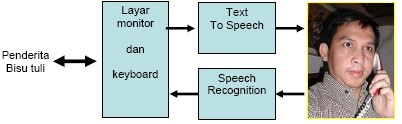 Penderita
Bisu tuli
Layar
monitor
dan
keyboard
Text
To Speech
Speech
Recognition